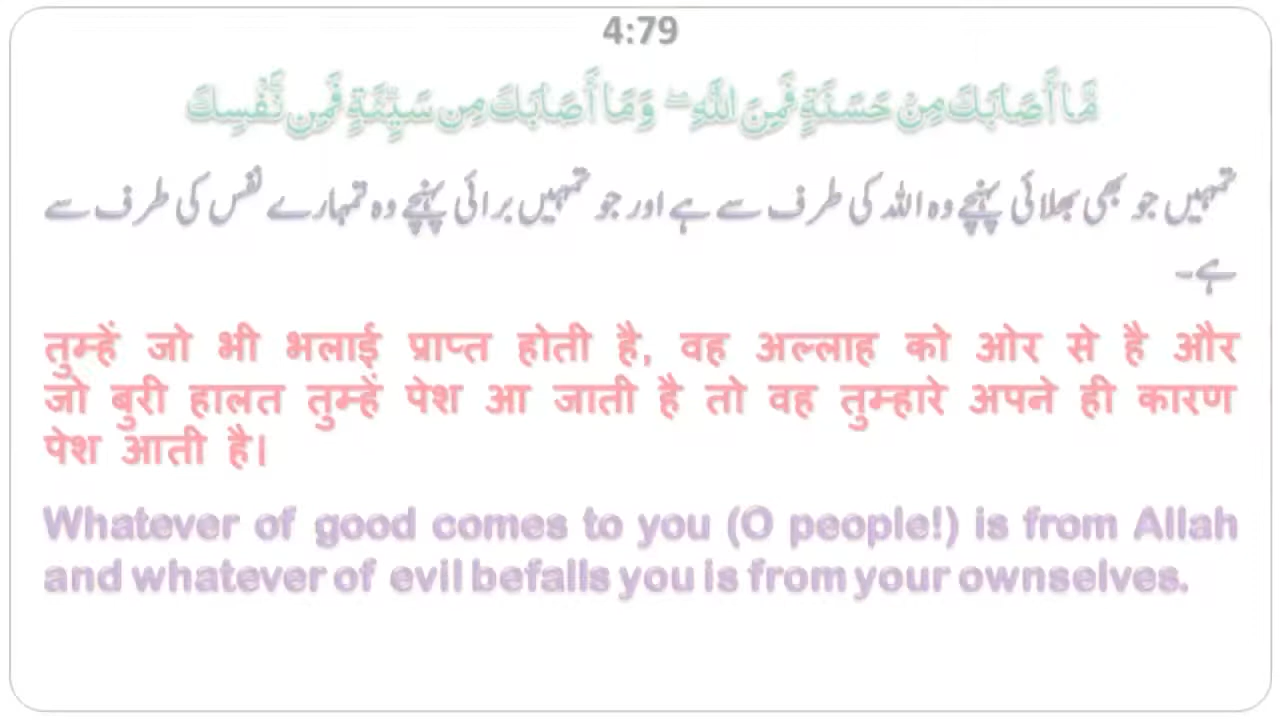 4:79
مَّا أَصَابَكَ مِنْ حَسَنَةٍ فَمِنَ اللَّهِ ۖ وَمَا أَصَابَكَ مِن سَيِّئَةٍ فَمِن نَّفْسِكَ
تمہیں جو بھی بھلائی پہنچے وہ اللہ کی طرف سے ہے اور جو تمہیں برائی پہنچے وہ تمہارے نفس کی طرف سے
ہے۔
तुम्हें जो भी भलाई प्राप्त होती है, वह अल्लाह को ओर से है और
जो बुरी हालत तुम्हें पेश आ जाती है तो वह तुम्हारे अपने ही कारण
पेश आती है।
Whatever of good comes to you (O people!) is from Allah
and whatever of evil befalls you is from your ownselves.